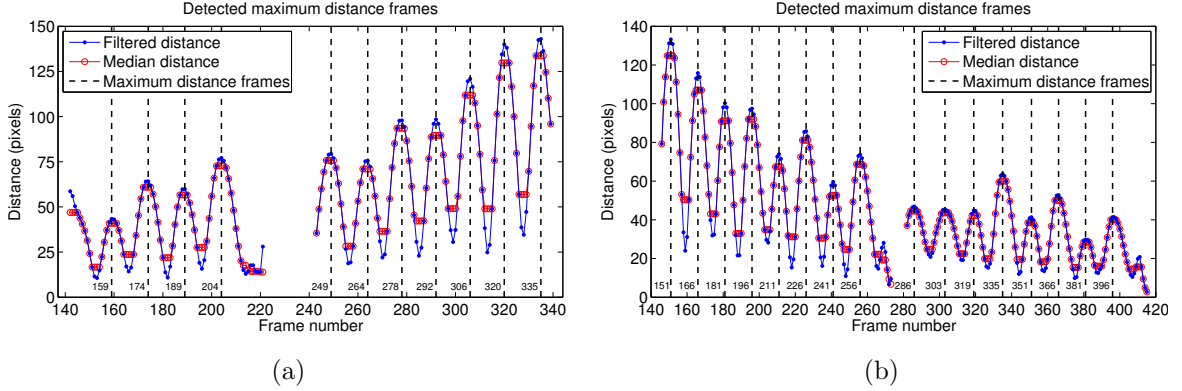 Detected maximum distance frames
150
125
100
75
50
25
0
Distance (pixels)
Filtered distance
Median distance
Maximum distance frames
159 174 189 204 249 264 278 292 306 320 335
140 160 180 200 220 240 260 280 300 320 340
Frame number
(a)
Detected maximum distance frames
140
120
100
80
60
40
20
0
Distance (pixels)
Filtered distance
Median distance
Maximum distance frames
151 166 181 196 211 226 241 256 286 303 319 335 351 366 381 396
140 160 180 200 220 240 260 280 300 320 340 360 380 400 420
Frame number
(b)